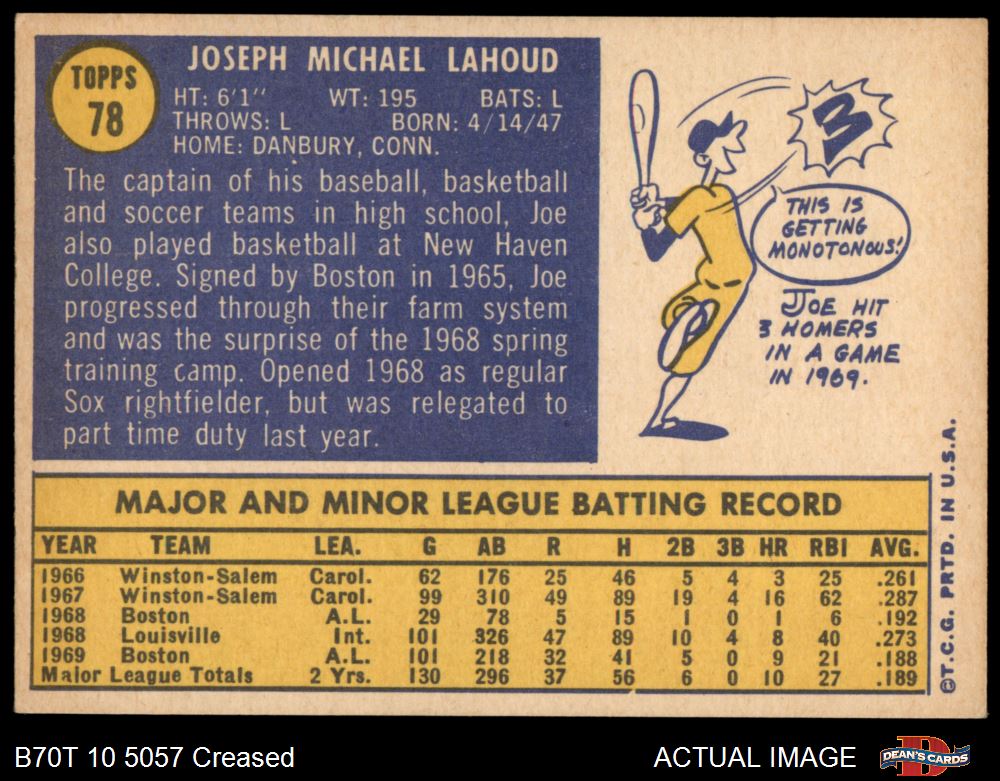 TOPPS
78
JOSEPH MICHAEL LAHOUD
HT: 6'1" WT: 195 BATS: L
THROWS: L BORN: 4/14/47
HOME: DANBURY, CONN.
The captain of his baseball, basketball
and soccer teams in high school, Joe
also played basketball at New Haven
College. Signed by Boston in 1965, Joe
progressed through their farm system
and was the surprise of the 1968 spring
training camp. Opened 1968 as regular
Sox rightfielder, but was relegated to
part time duty last year.
3
THIS IS
GETTING
MONOTONOUS!
JOE HIT
3 HOMERS
IN A GAME
IN 1969.
MAJOR AND MINOR LEAGUE BATTING RECORD
YEAR TEAM LEA. G AB R H 2B 3B HR RBI AVG.
1966 Winston-Salem Carol. 62 176 25 46 5 4 3 25 .261
1967 Winston-Salem Carol. 99 310 49 89 19 4 16 62 .287
1968 Boston A.L. 29 78 5 15 1 0 1 6 .192
1968 Louisville Int. 101 326 47 89 10 4 8 40 .273
1969 Boston A.L. 101 218 32 41 5 0 9 21 .188
Major League Totals 2 Yrs. 130 296 37 56 6 0 10 27 .189
©T.C.G. PRTD. IN U.S.A.
B70T 10 5057 Creased
ACTUAL IMAGE
DEAN'S CARDS